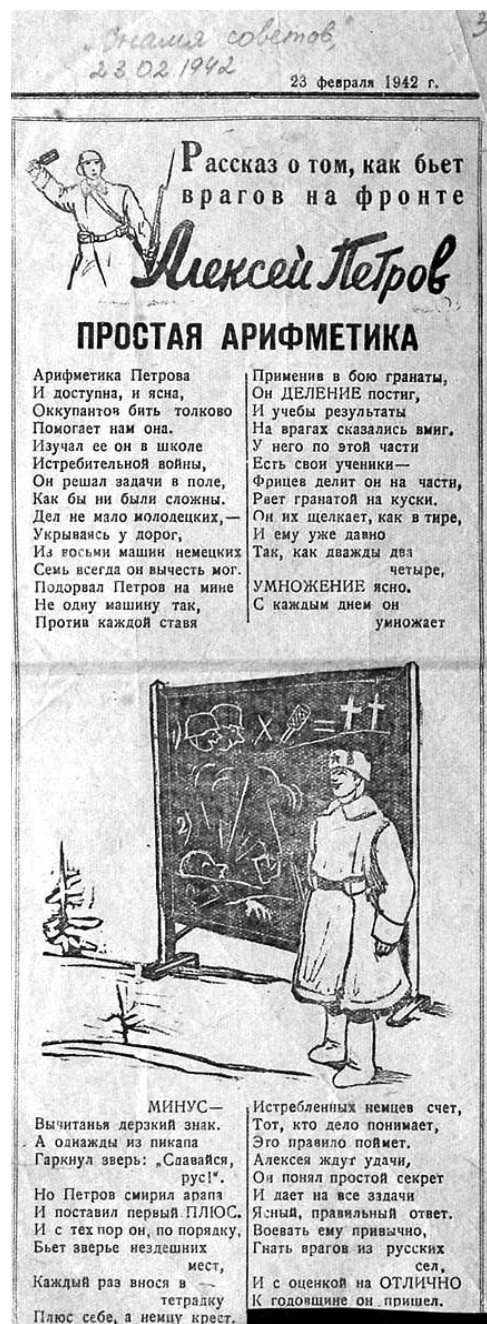 „Знамя советов"
23.02.1942
3
23 февраля 1942 г.
Рассказ о том, как бьет
врагов на фронте
Алексей Петров
ПРОСТАЯ АРИФМЕТИКА
Арифметика Петрова
И доступна, и ясна,
Оккупантов бить толково
Помогает нам она.
Изучал ее он в школе
Истребительной войны,
Он решал задачи в поле,
Как бы ни были сложны.
Дел не мало молодецких,—
Укрываясь у дорог,
Из восьми машин немецких
Семь всегда он вычесть мог.
Подорвал Петров на мине
Не одну машину так,
Против каждой ставя
МИНУС—
Вычитанья дерзкий знак.
А однажды из пикапа
Гаркнул зверь: „Сдавайся,
рус!".
Но Петров смирил арапа
И поставил первый ПЛЮС.
И с тех пор он, по порядку,
Бьет зверье нездешних
мест,
Каждый раз внося в
тетрадку
Плюс себе, а немцу крест.
Применив в бою гранаты,
Он ДЕЛЕНИЕ постиг,
И учебы результаты
На врагах сказались вмиг.
У него по этой части
Есть свои ученики—
Фрицев делит он на части,
Рвет гранатой на куски.
Он их щелкает, как в тире,
И ему уже давно
Так, как дважды два
четыре,
УМНОЖЕНИЕ ясно.
С каждым днем он
умножает
Истребленных немцев счет,
Тот, кто дело понимает,
Это правило поймет.
Алексея ждут удачи,
Он понял простой секрет
И дает на все задачи
Ясный, правильный ответ.
Воевать ему привычно,
Гнать врагов из русских
сел,
И с оценкой на ОТЛИЧНО
К годовщине он пришел.
1) X =
2)